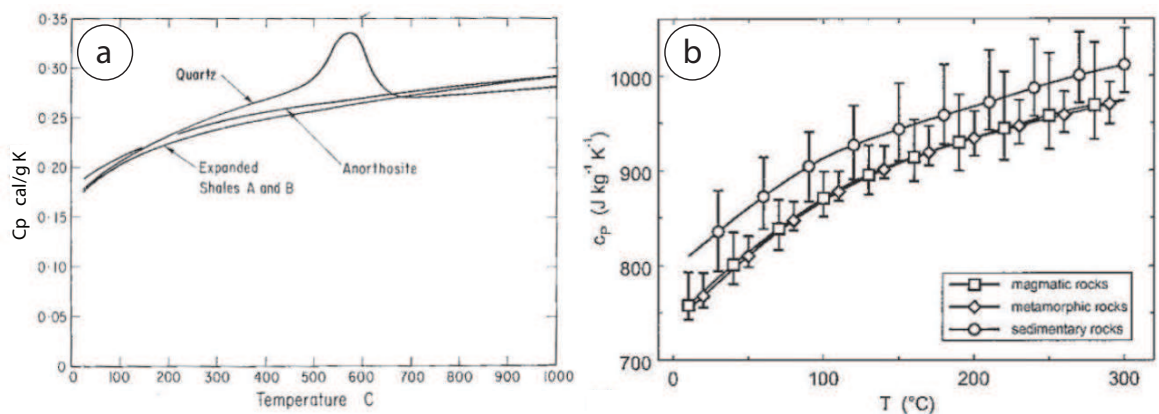 a
Cp cal/gK
0·35
0·30
0·25
0·20
0·15
0·10
0·05
0
Quartz
Expanded
Shales A and B
Anorthosite
0 100 200 300 400 500 600 700 800 900 1000
Temperature C
b
cP (J kg-1 K-1)
1000
900
800
700
magmatic rocks
metamorphic rocks
sedimentary rocks
0 100 200 300
T (°C)